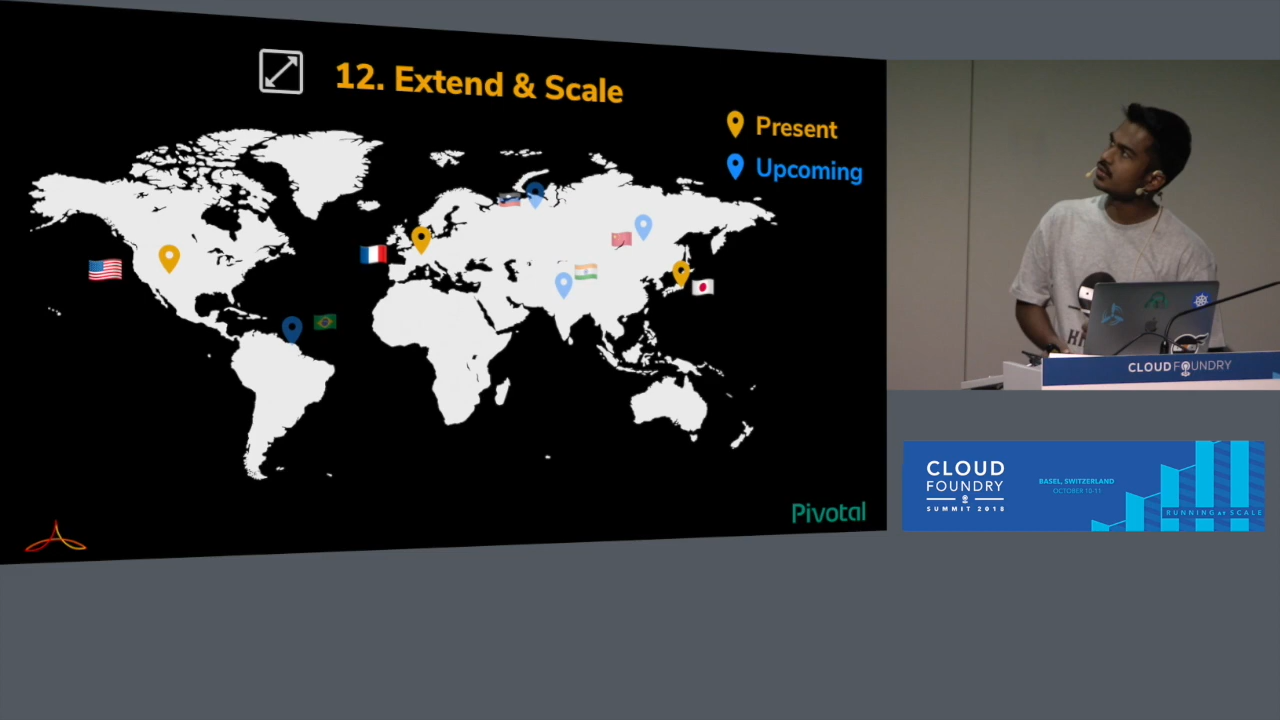 12. Extend & Scale
Present
Upcoming
Pivotal
CLOUD FOUNDRY
CLOUD
FOUNDRY
SUMMIT 2018
BASEL, SWITZERLAND
OCTOBER 10-11
RUNNING at SCALE